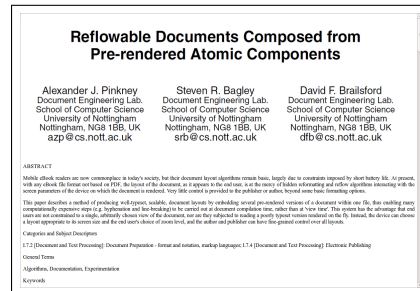 Reflowable Documents Composed from
Pre-rendered Atomic Components
Alexander J. Pinkney
Document Engineering Lab.
School of Computer Science
University of Nottingham
Nottingham, NG8 1BB, UK
azp@cs.nott.ac.uk
Steven R. Bagley
Document Engineering Lab.
School of Computer Science
University of Nottingham
Nottingham, NG8 1BB, UK
srb@cs.nott.ac.uk
David F. Brailsford
Document Engineering Lab.
School of Computer Science
University of Nottingham
Nottingham, NG8 1BB, UK
dfb@cs.nott.ac.uk
ABSTRACT
Mobile eBook readers are now commonplace in today's society, but their document layout algorithms remain basic, largely due to constraints imposed by short battery life. At present,
with any eBook file format not based on PDF, the layout of the document, as it appears to the end user, is at the mercy of hidden reformatting and reflow algorithms interacting with the
screen parameters of the device on which the document is rendered. Very little control is provided to the publisher or author, beyond some basic formatting options.
This paper describes a method of producing well-typeset, scalable, document layouts by embedding several pre-rendered versions of a document within one file, thus enabling many
computationally expensive steps (e.g. hyphenation and line-breaking) to be carried out at document compilation time, rather than at 'view time'. This system has the advantage that end
users are not constrained to a single, arbitrarily chosen view of the document, nor are they subjected to reading a poorly typeset version rendered on the fly. Instead, the device can choose
a layout appropriate to its screen size and the end user's choice of zoom level, and the author and publisher can have fine-grained control over all layouts.
Categories and Subject Descriptors
I.7.2 [Document and Text Processing]: Document Preparation - format and notation, markup languages; I.7.4 [Document and Text Processing]: Electronic Publishing
General Terms
Algorithms, Documentation, Experimentation
Keywords